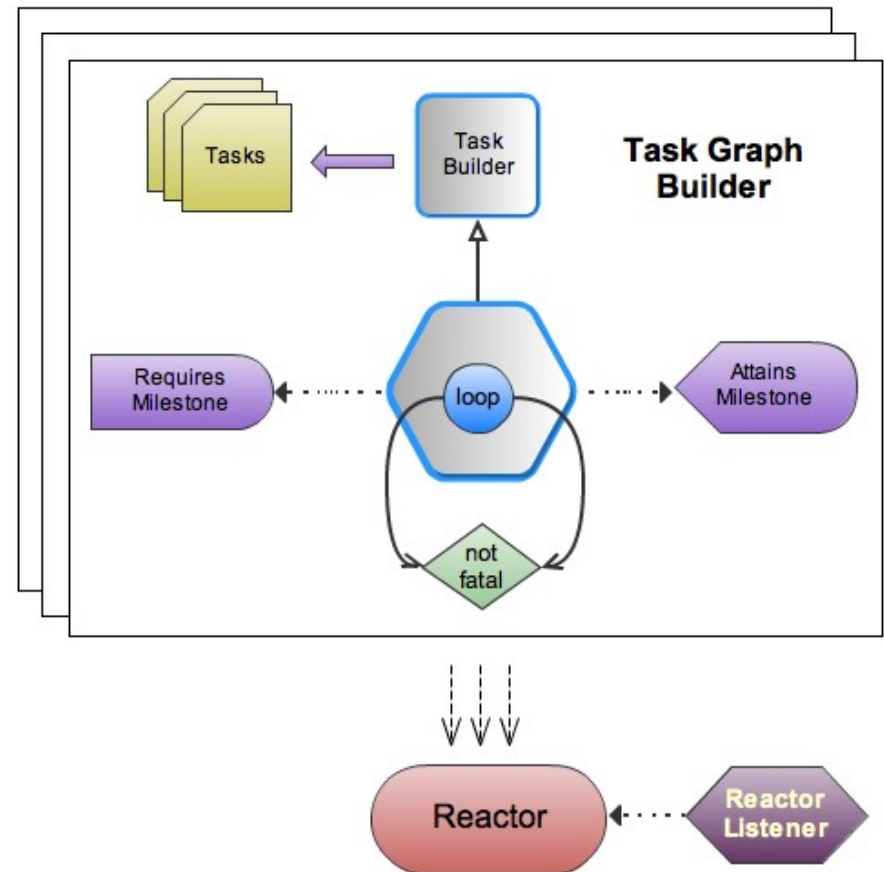 Tasks
Task
Builder
Task Graph
Builder
Requires
Milestone
loop
Attains
Milestone
not
fatal
Reactor
Reactor
Listener